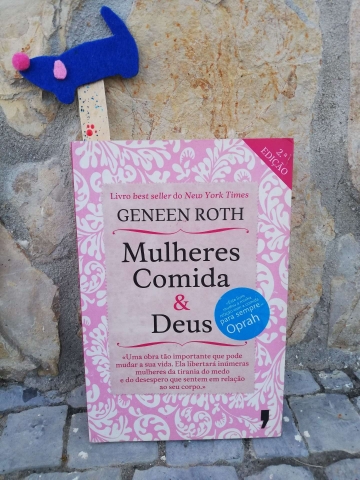 2.ª
EDIÇÃO
Livro best seller do New York Times
GENEEN ROTH
Mulheres
Comida
&
Deus
para sempre...
Oprah
«Uma obra tão importante que pode
mudar a sua vida. Ela libertará inúmeras
mulheres da tirania do medo
e do desespero que sentem em relação
ao seu corpo.»